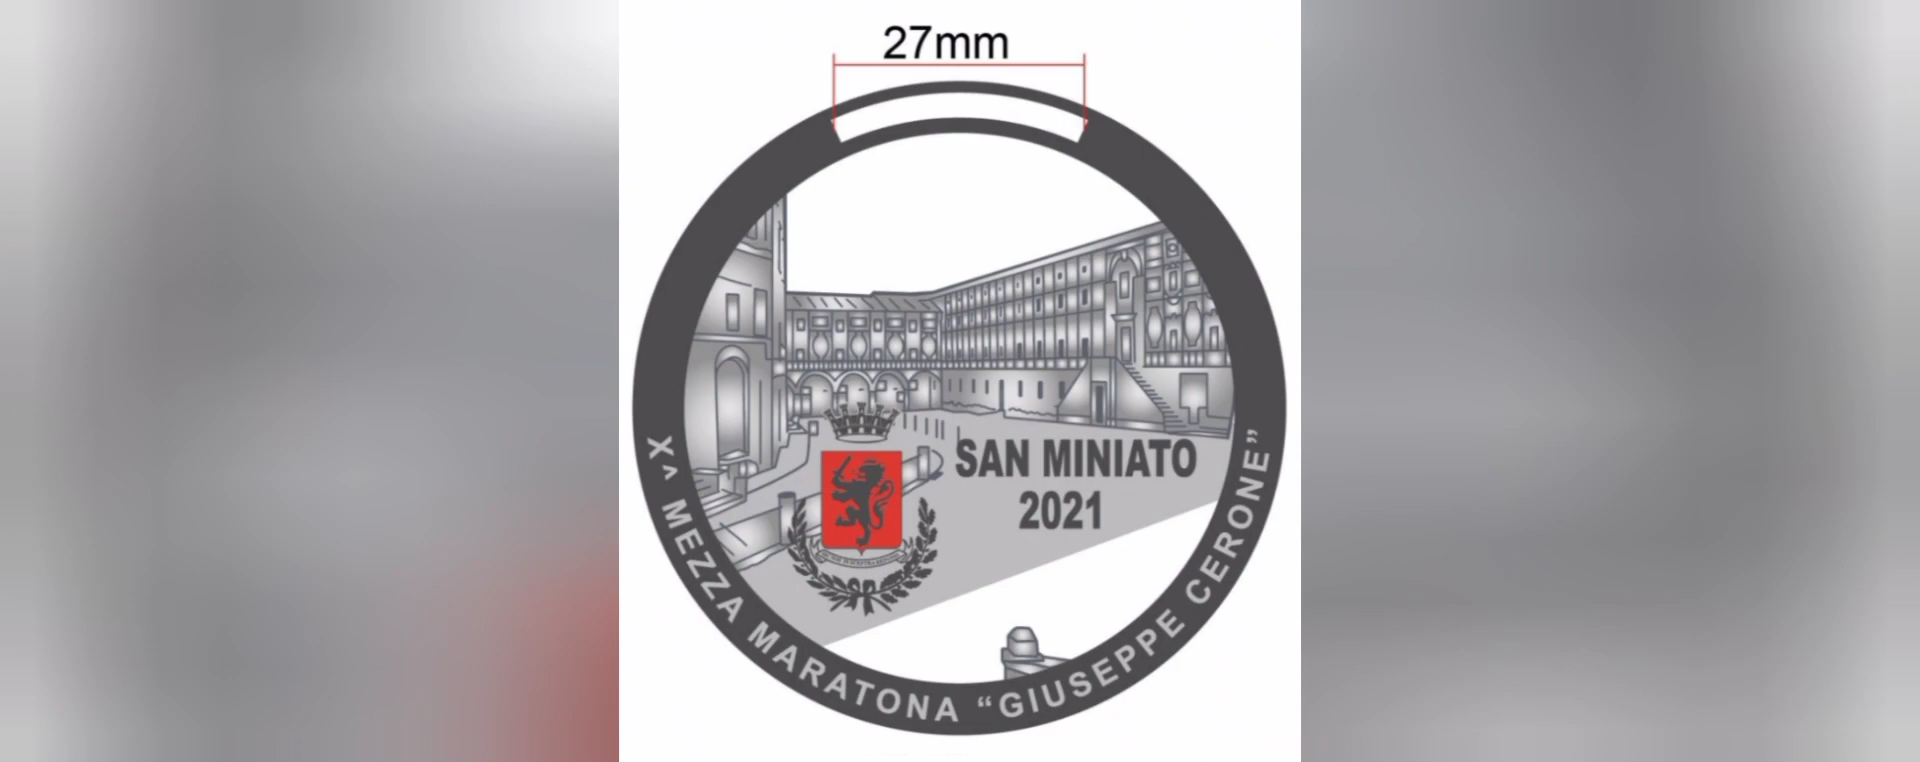 27mm
SAN MINIATO
2021
X^ MEZZA MARATONA “GIUSEPPE CERONE”